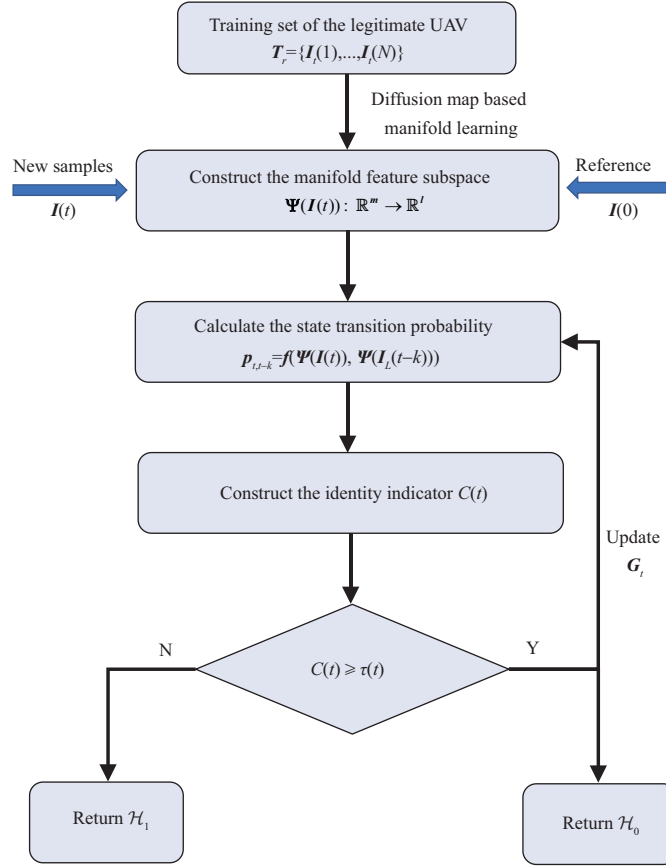 Training set of the legitimate UAV
T_r={I_t(1),...,I_t(N)}
Diffusion map based
manifold learning
New samples
I(t)
Construct the manifold feature subspace
Ψ(I(t)): ℝ^m → ℝ^l
Reference
I(0)
Calculate the state transition probability
p_{t,t−k}=f(Ψ(I(t)), Ψ(I_L(t−k)))
Construct the identity indicator C(t)
Update
G_t
N
C(t) ⩾ τ(t)
Y
Return ℋ_1
Return ℋ_0